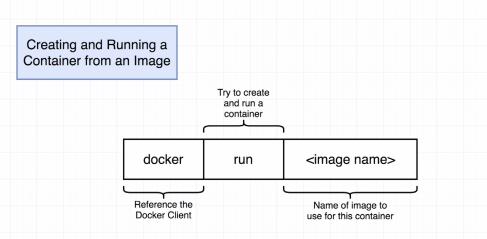 Creating and Running a
Container from an Image
Try to create
and run a
container
docker
run
<image name>
Reference the
Docker Client
Name of image to
use for this container